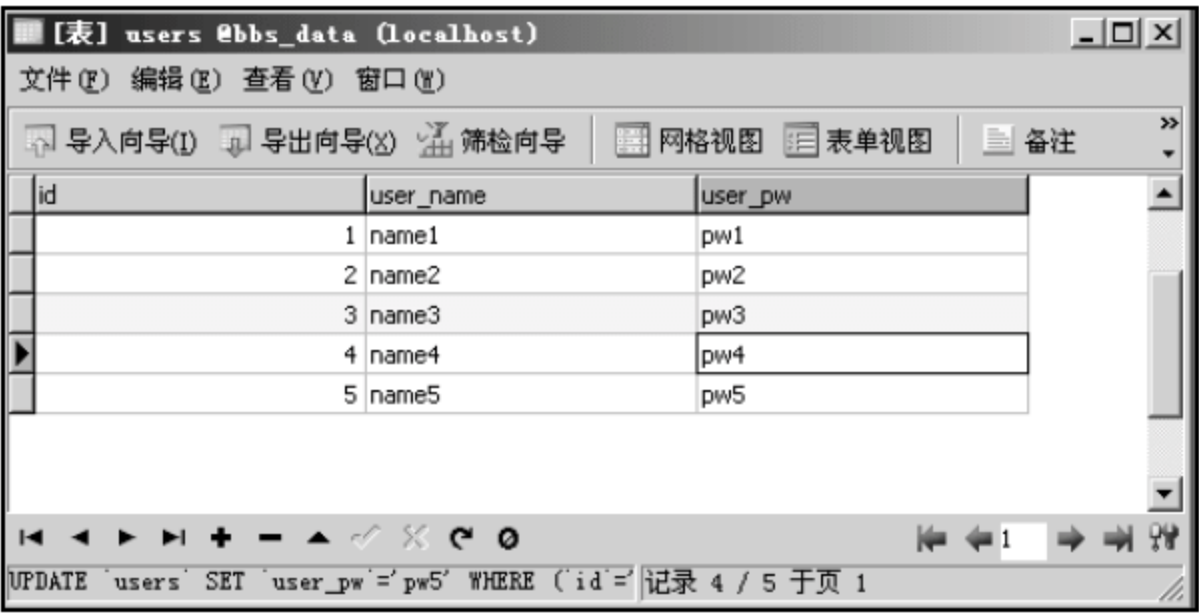 [表] users @bbs_data (localhost)
文件(F) 编辑(E) 查看(V) 窗口(W)
导入向导(I) 导出向导(X) 筛检向导 网格视图 表单视图 备注
id user_name user_pw
1 name1 pw1
2 name2 pw2
3 name3 pw3
4 name4 pw4
5 name5 pw5
1
UPDATE `users` SET `user_pw`='pw5' WHERE (`id`=' 记录 4 / 5 于页 1